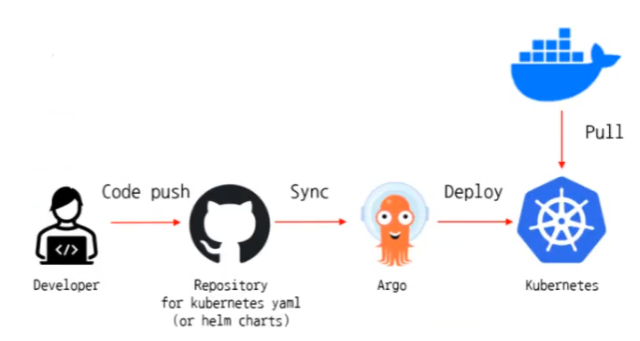 Pull
Code push
Sync
Deploy
</>
Developer
Repository
for kubernetes yaml
(or helm charts)
Argo
Kubernetes